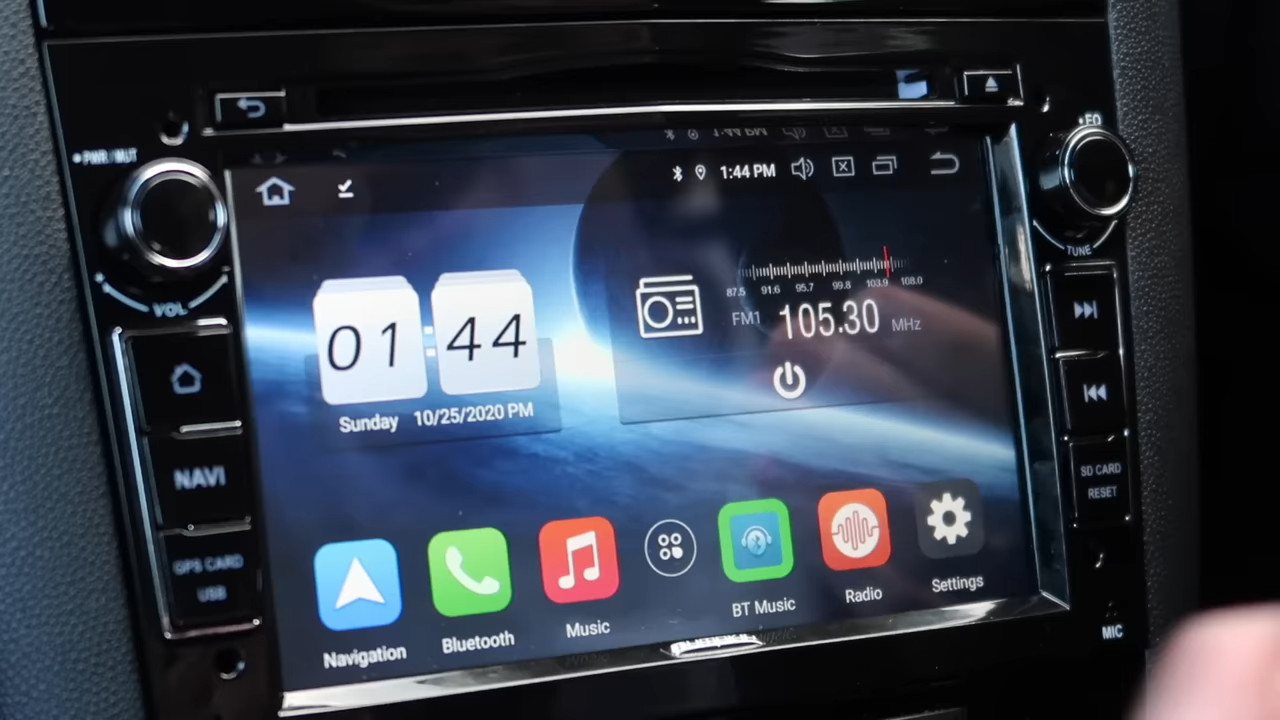 PWR/MUT
EQ
1:44 PM
VOL
TUNE
87.5 91.6 95.7 99.8 103.9 108.0
FM1 105.30 MHz
01:44
Sunday 10/25/2020 PM
NAVI
GPS CARD
USB
SD CARD
RESET
Navigation
Bluetooth
Music
BT Music
Radio
Settings
MIC